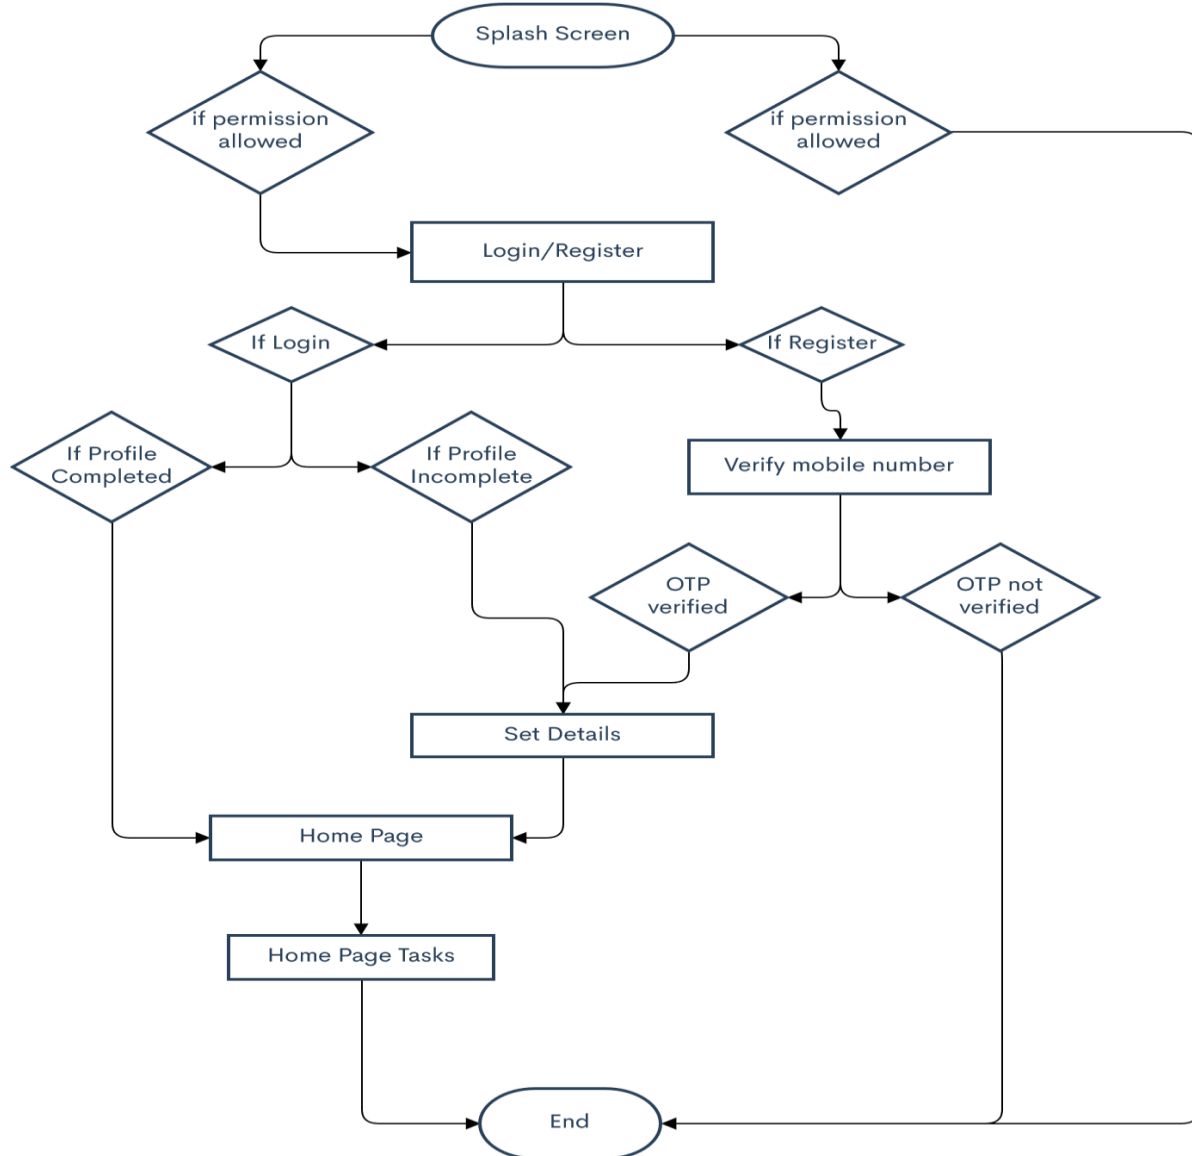 Splash Screen
if permission
allowed
if permission
allowed
Login/Register
If Login
If Register
If Profile
Completed
If Profile
Incomplete
Verify mobile number
OTP
verified
OTP not
verified
Set Details
Home Page
Home Page Tasks
End